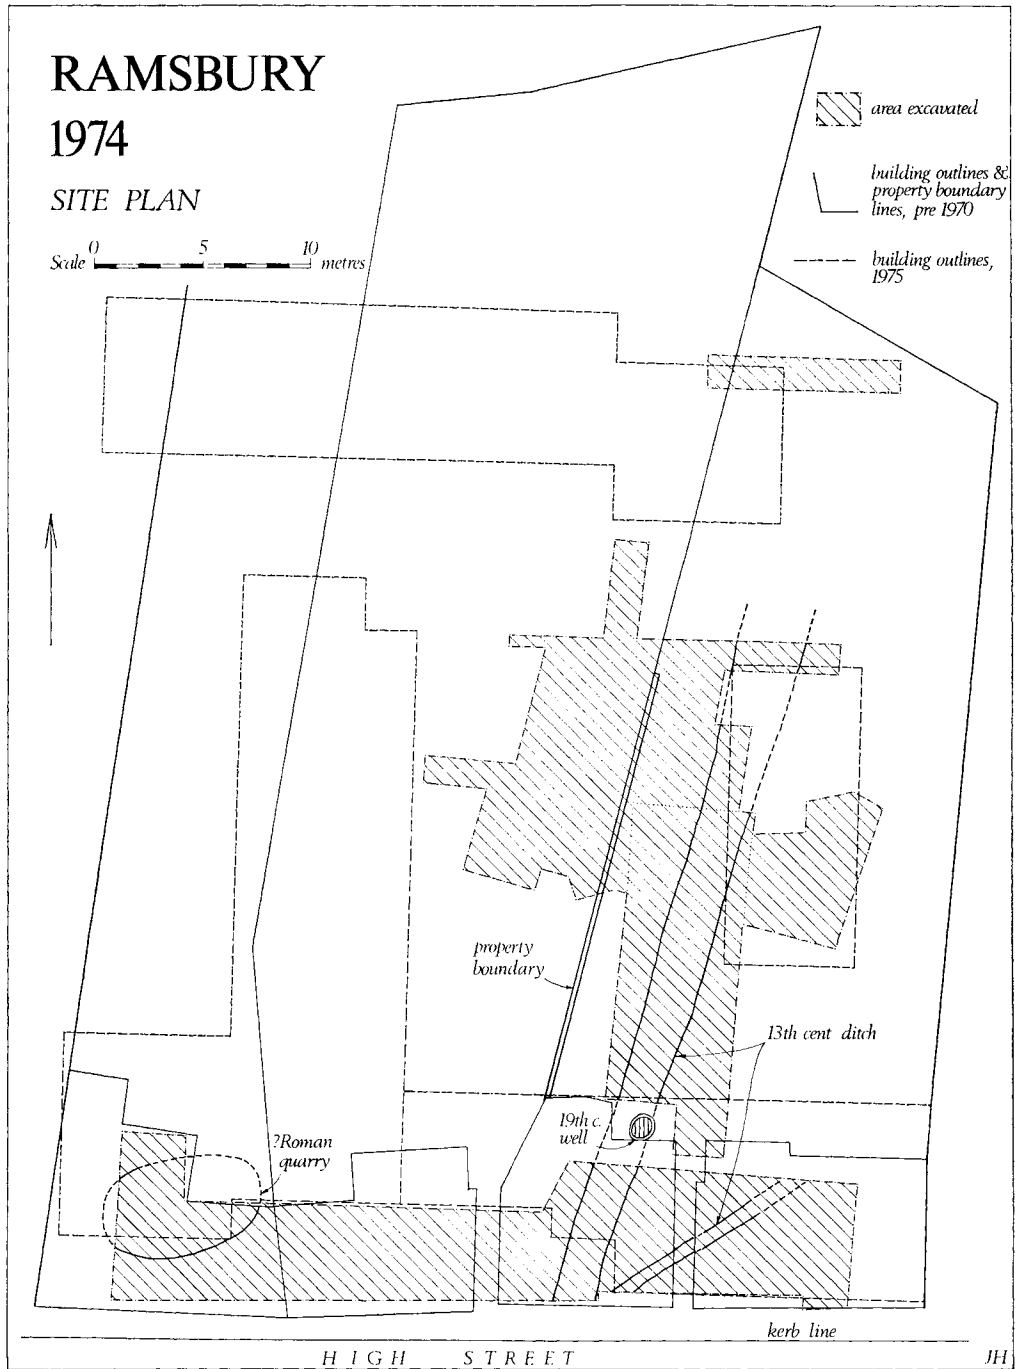 RAMSBURY
1974
SITE PLAN
0 5 10
Scale metres
area excavated
building outlines &
property boundary
lines, pre 1970
building outlines,
1975
property
boundary
13th cent ditch
19th c.
well
?Roman
quarry
kerb line
HIGH STREET
JH